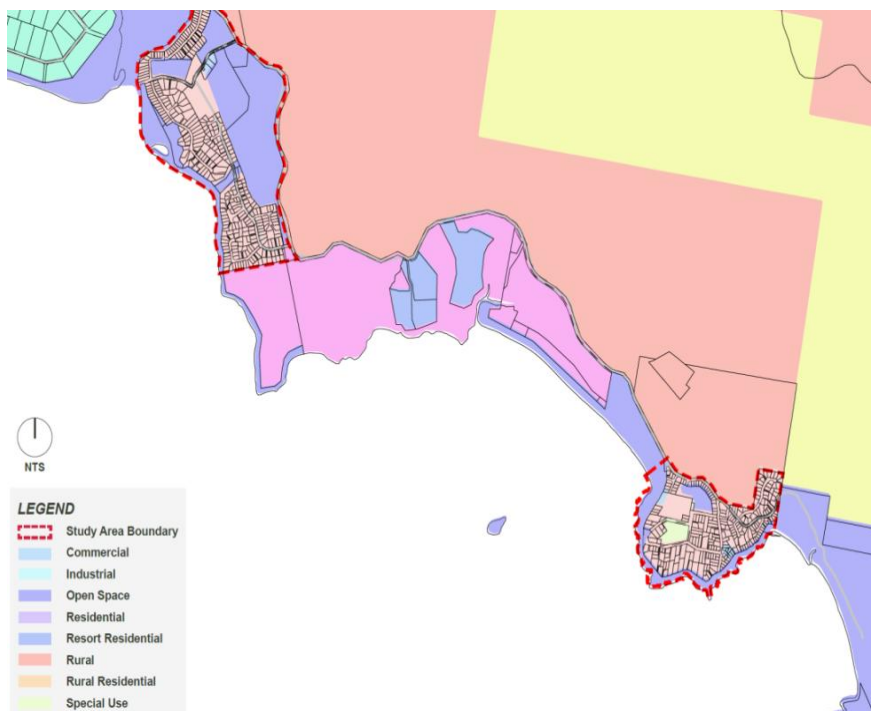 NTS
LEGEND
Study Area Boundary
Commercial
Industrial
Open Space
Residential
Resort Residential
Rural
Rural Residential
Special Use